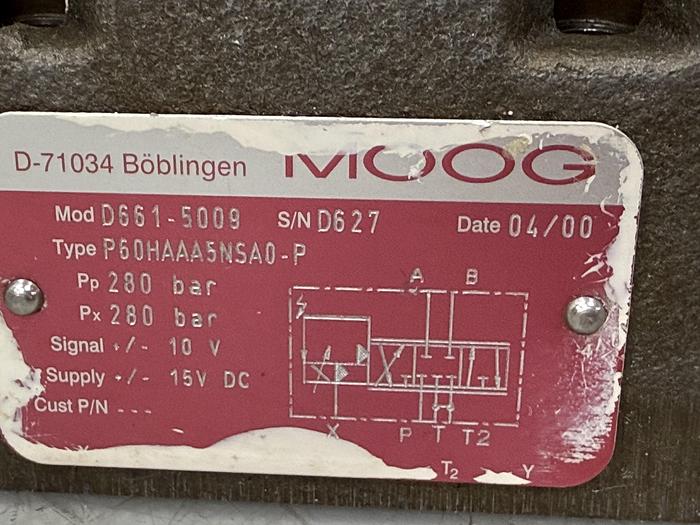 D-71034 Böblingen MOOG
Mod D661-5009 S/N D627 Date 04/00
Type P60HAAA5NSA0-P
Pp 280 bar
Px 280 bar
Signal +/- 10 V
Supply +/- 15V DC
Cust P/N ---
A B
X P T T2
T2 Y